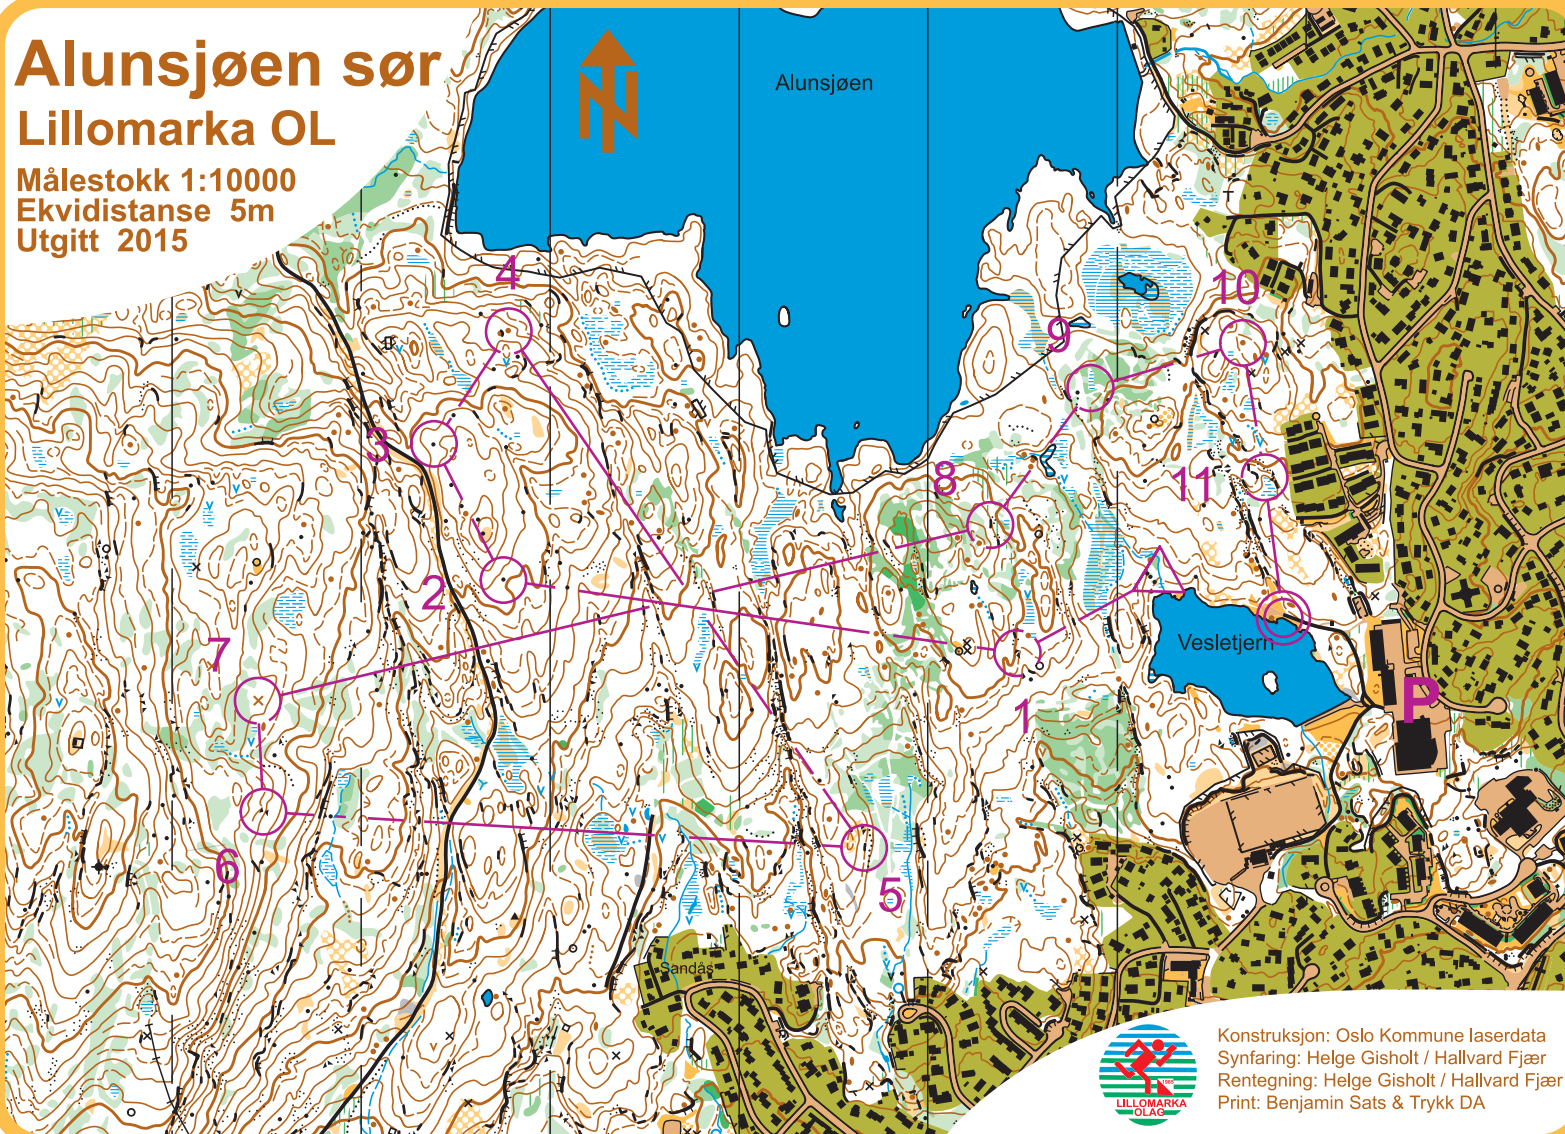 Alunsjøen sør
Lillomarka OL
Målestokk 1:10000
Ekvidistanse 5m
Utgitt 2015
N
Alunsjøen
4
10
9
3
8
11
2
Vesletjern
7
P
1
6
5
Sandås
1985
LILLOMARKA
OLAG
Konstruksjon: Oslo Kommune laserdata
Synfaring: Helge Gisholt / Hallvard Fjær
Rentegning: Helge Gisholt / Hallvard Fjær
Print: Benjamin Sats & Trykk DA